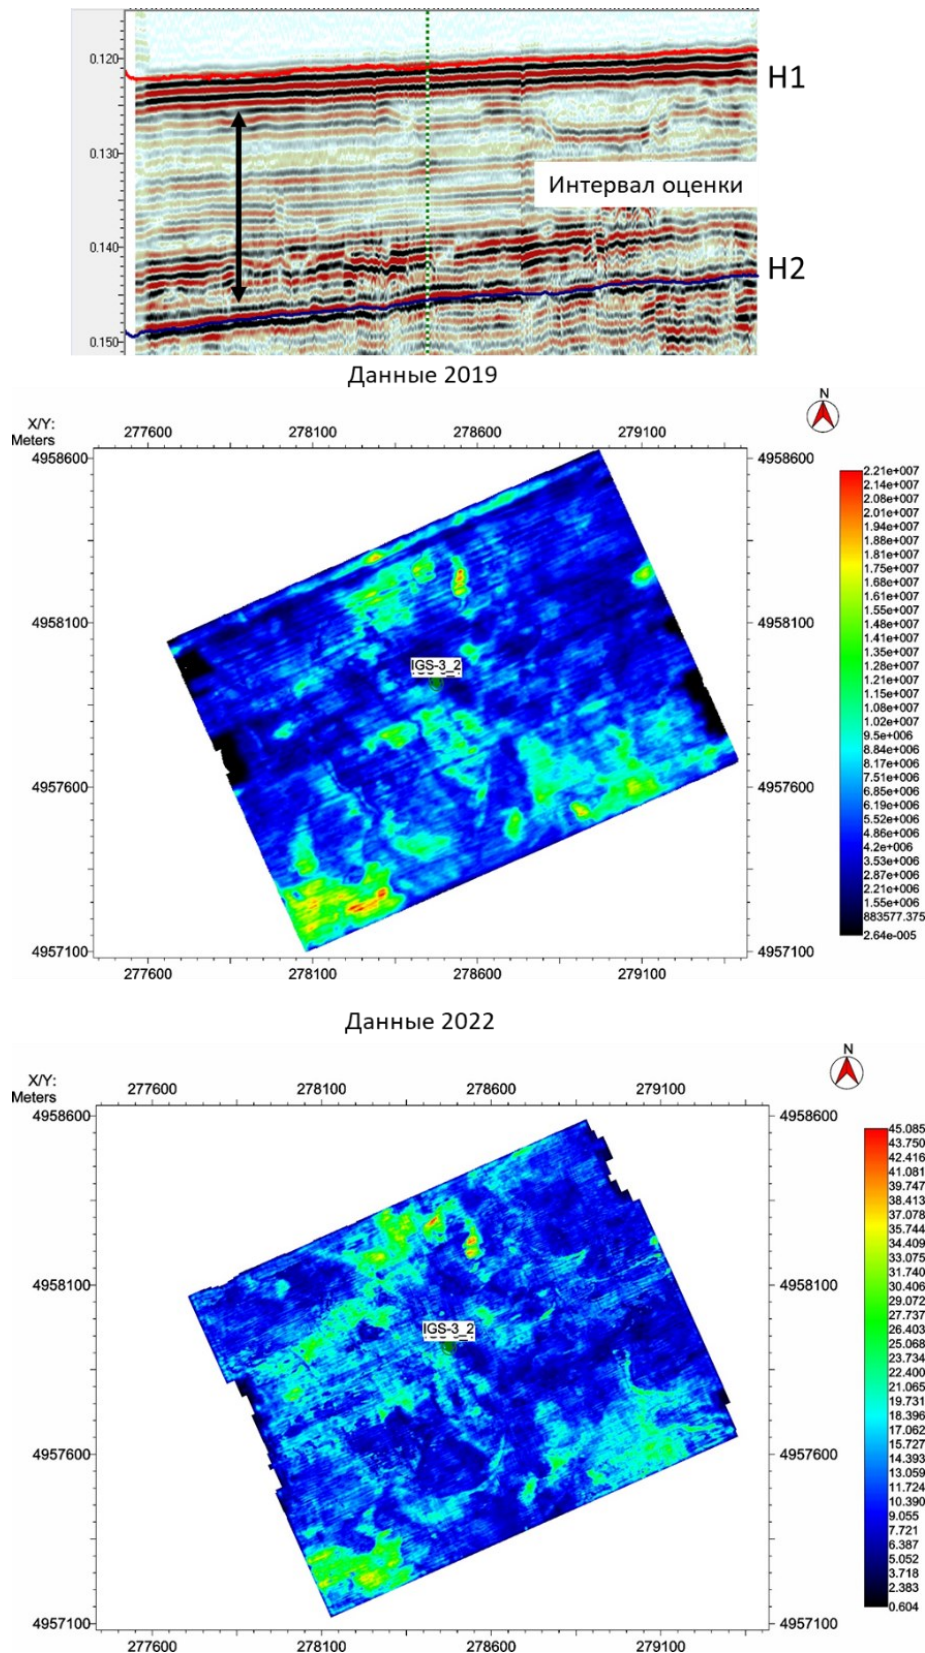 0.120
H1
0.130
Интервал оценки
0.140
H2
0.150
Данные 2019
N
X/Y:
Meters
277600 278100 278600 279100
4958600 4958600
4958100 4958100
IGS-3_2
4957600 4957600
4957100 4957100
277600 278100 278600 279100
2.21e+007
2.14e+007
2.08e+007
2.01e+007
1.94e+007
1.88e+007
1.81e+007
1.75e+007
1.68e+007
1.61e+007
1.55e+007
1.48e+007
1.41e+007
1.35e+007
1.28e+007
1.21e+007
1.15e+007
1.08e+007
1.02e+007
9.5e+006
8.84e+006
8.17e+006
7.51e+006
6.85e+006
6.19e+006
5.52e+006
4.86e+006
4.2e+006
3.53e+006
2.87e+006
2.21e+006
1.55e+006
883577.375
2.64e-005
Данные 2022
N
X/Y:
Meters
277600 278100 278600 279100
4958600 4958600
4958100 4958100
IGS-3_2
4957600 4957600
4957100 4957100
277600 278100 278600 279100
45.085
43.750
42.416
41.081
39.747
38.413
37.078
35.744
34.409
33.075
31.740
30.406
29.072
27.737
26.403
25.068
23.734
22.400
21.065
19.731
18.396
17.062
15.727
14.393
13.059
11.724
10.390
9.055
7.721
6.387
5.052
3.718
2.383
0.604